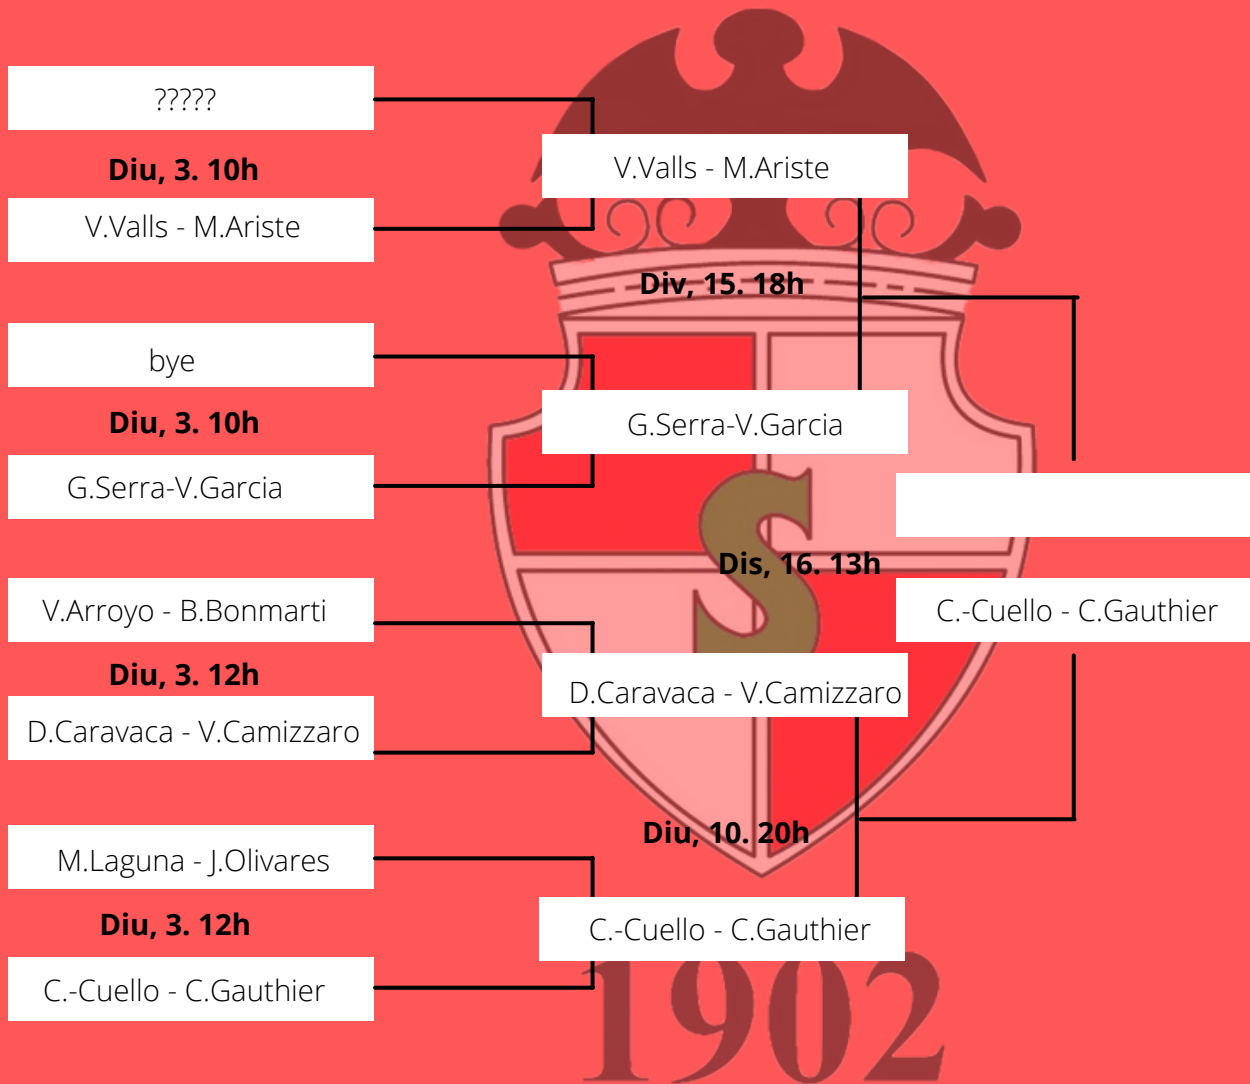 ?????
Diu, 3. 10h
V.Valls - M.Ariste
V.Valls - M.Ariste
Div, 15. 18h
bye
Diu, 3. 10h
G.Serra-V.Garcia
G.Serra-V.Garcia
Dis, 16. 13h
V.Arroyo - B.Bonmarti
Diu, 3. 12h
D.Caravaca - V.Camizzaro
D.Caravaca - V.Camizzaro
C.-Cuello - C.Gauthier
Diu, 10. 20h
M.Laguna - J.Olivares
Diu, 3. 12h
C.-Cuello - C.Gauthier
C.-Cuello - C.Gauthier
S
1902